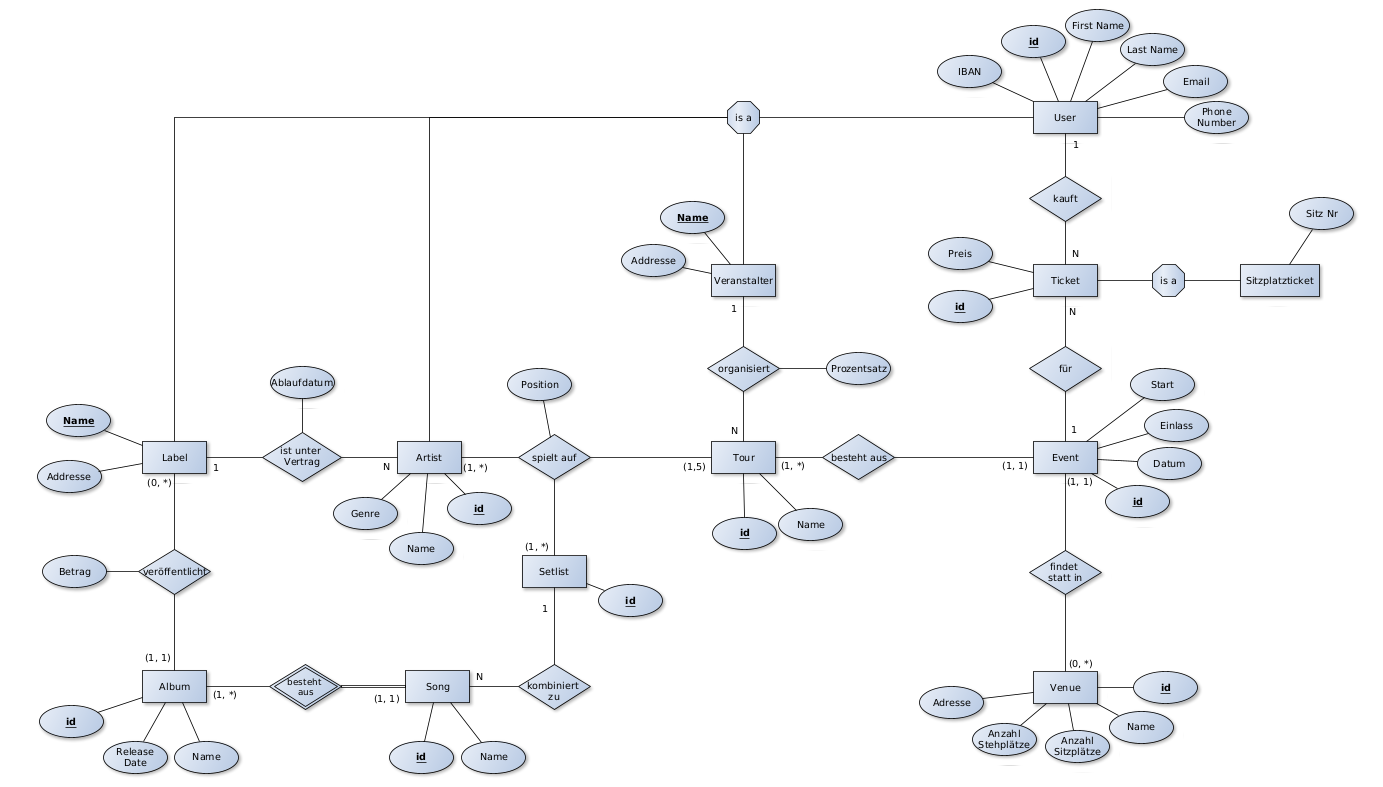 First Name
id
Last Name
IBAN
Email
is a
User
Phone
Number
1
kauft
Name
Sitz Nr
Addresse
Preis
Veranstalter
Ticket
is a
Sitzplatzticket
id
N
1
N
organisiert
Prozentsatz
für
Ablaufdatum
Position
Start
Name
Einlass
N
1
Label
ist unter
Vertrag
Artist
spielt auf
Tour
besteht aus
Event
Datum
1
N
(1, *)
(1,5)
(1, *)
(1, 1)
Addresse
(0, *)
(1, 1)
id
Genre
id
Name
id
Name
(1, *)
Betrag
veröffentlicht
Setlist
findet
statt in
id
1
(1, 1)
(0, *)
Album
besteht
aus
Song
N
kombiniert
zu
Venue
id
(1, *)
(1, 1)
Adresse
id
Name
Anzahl
Stehplätze
Anzahl
Sitzplätze
Release
Date
Name
id
Name